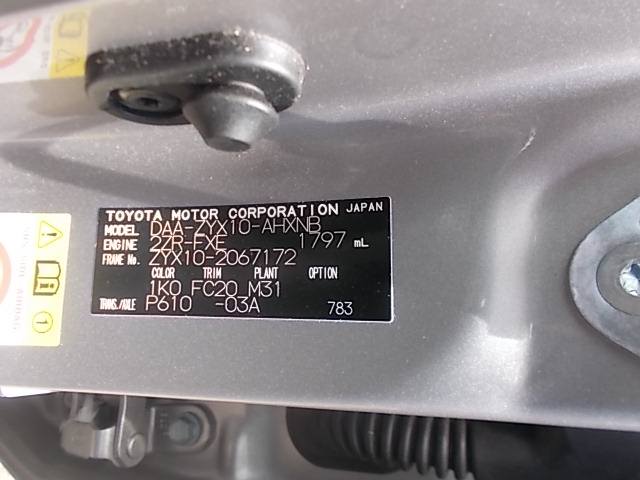 TOYOTA MOTOR CORPORATION JAPAN
MODEL DAA-ZYX10-AHXNB
ENGINE 2ZR-FXE 1797 mL
FRAME No. ZYX10-2067172
COLOR TRIM PLANT OPTION
1K0 FC20 M31
TRANS./AXLE P610 -03A 783